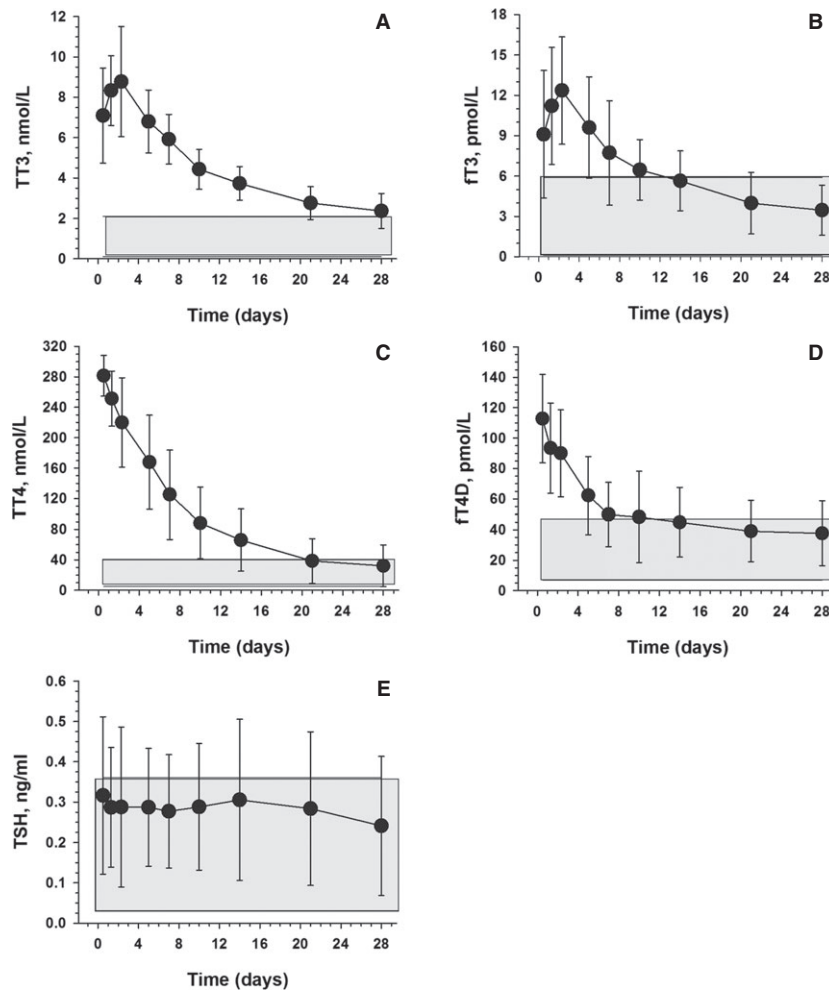 A
12
10
8
6
4
2
0
TT3, nmol/L
0 4 8 12 16 20 24 28
Time (days)
B
18
15
12
9
6
3
0
fT3, pmol/L
0 4 8 12 16 20 24 28
Time (days)
C
320
280
240
200
160
120
80
40
0
TT4, nmol/L
0 4 8 12 16 20 24 28
Time (days)
D
160
140
120
100
80
60
40
20
0
fT4D, pmol/L
0 4 8 12 16 20 24 28
Time (days)
E
0.6
0.5
0.4
0.3
0.2
0.1
0.0
TSH, ng/ml
0 4 8 12 16 20 24 28
Time (days)